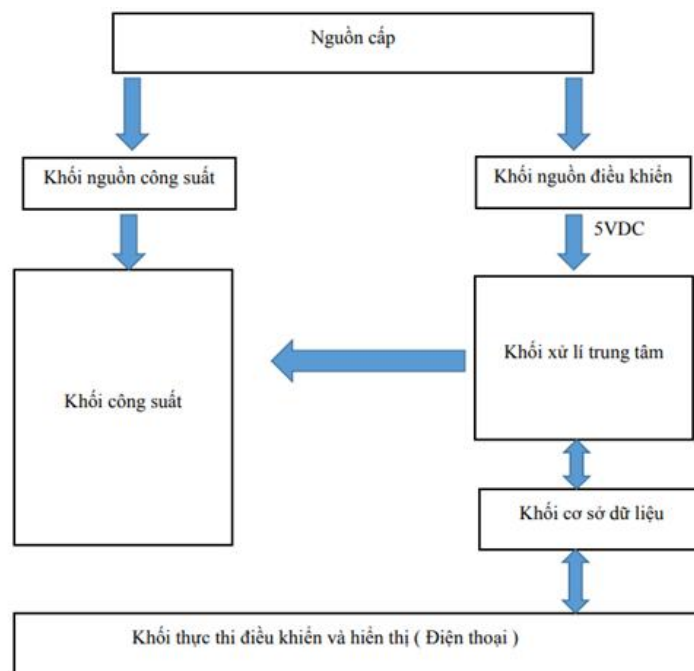 Nguồn cấp
Khối nguồn công suất
Khối nguồn điều khiển
5VDC
Khối xử lí trung tâm
Khối công suất
Khối cơ sở dữ liệu
Khối thực thi điều khiển và hiển thị ( Điện thoại )